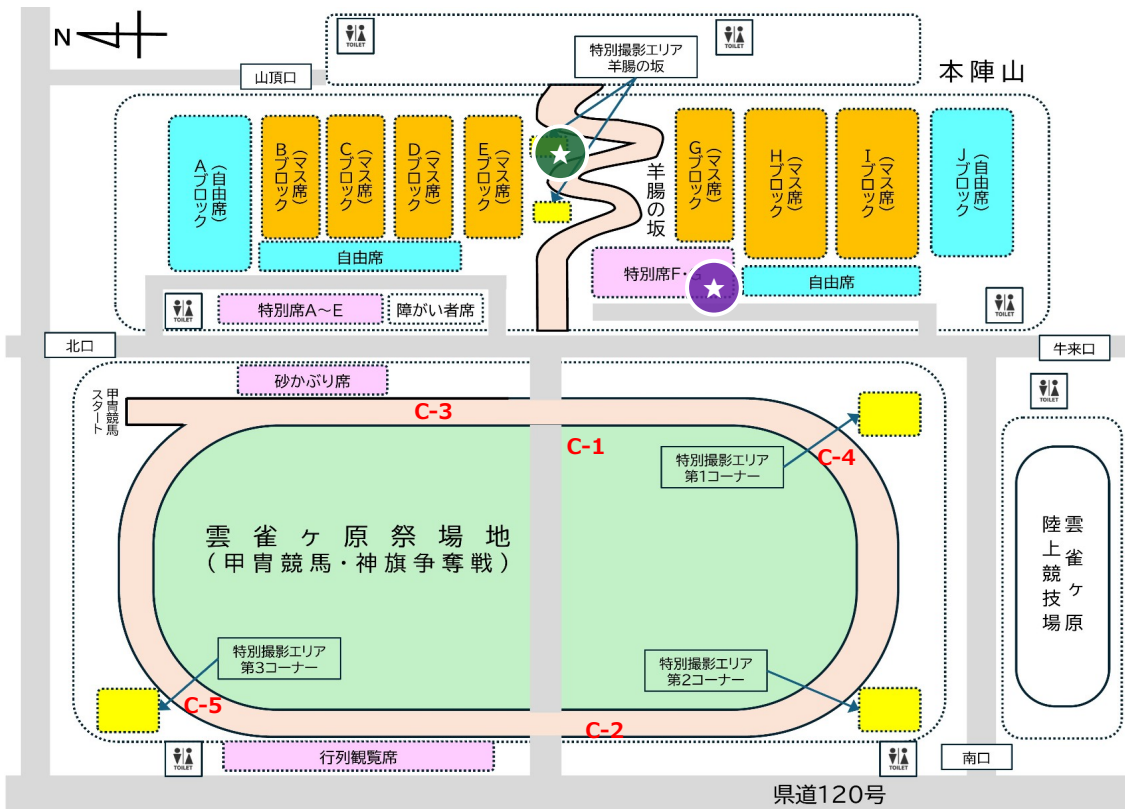 N
TOILET
TOILET
特別撮影エリア
羊腸の坂
山頂口
本陣山
Aブロック
(自由席)
Bブロック
(マス席)
Cブロック
(マス席)
Dブロック
(マス席)
Eブロック
(マス席)
羊腸の坂
Gブロック
(マス席)
Hブロック
(マス席)
Iブロック
(マス席)
Jブロック
(自由席)
自由席
特別席F・
自由席
TOILET
特別席A～E
障がい者席
TOILET
北口
牛来口
砂かぶり席
TOILET
甲冑競馬
スタート
C-3
C-1
C-4
特別撮影エリア
第1コーナー
雲雀ヶ原祭場地
(甲冑競馬・神旗争奪戦)
雲雀ヶ原
陸上競技場
特別撮影エリア
第3コーナー
特別撮影エリア
第2コーナー
C-5
C-2
TOILET
行列観覧席
TOILET
南口
県道120号